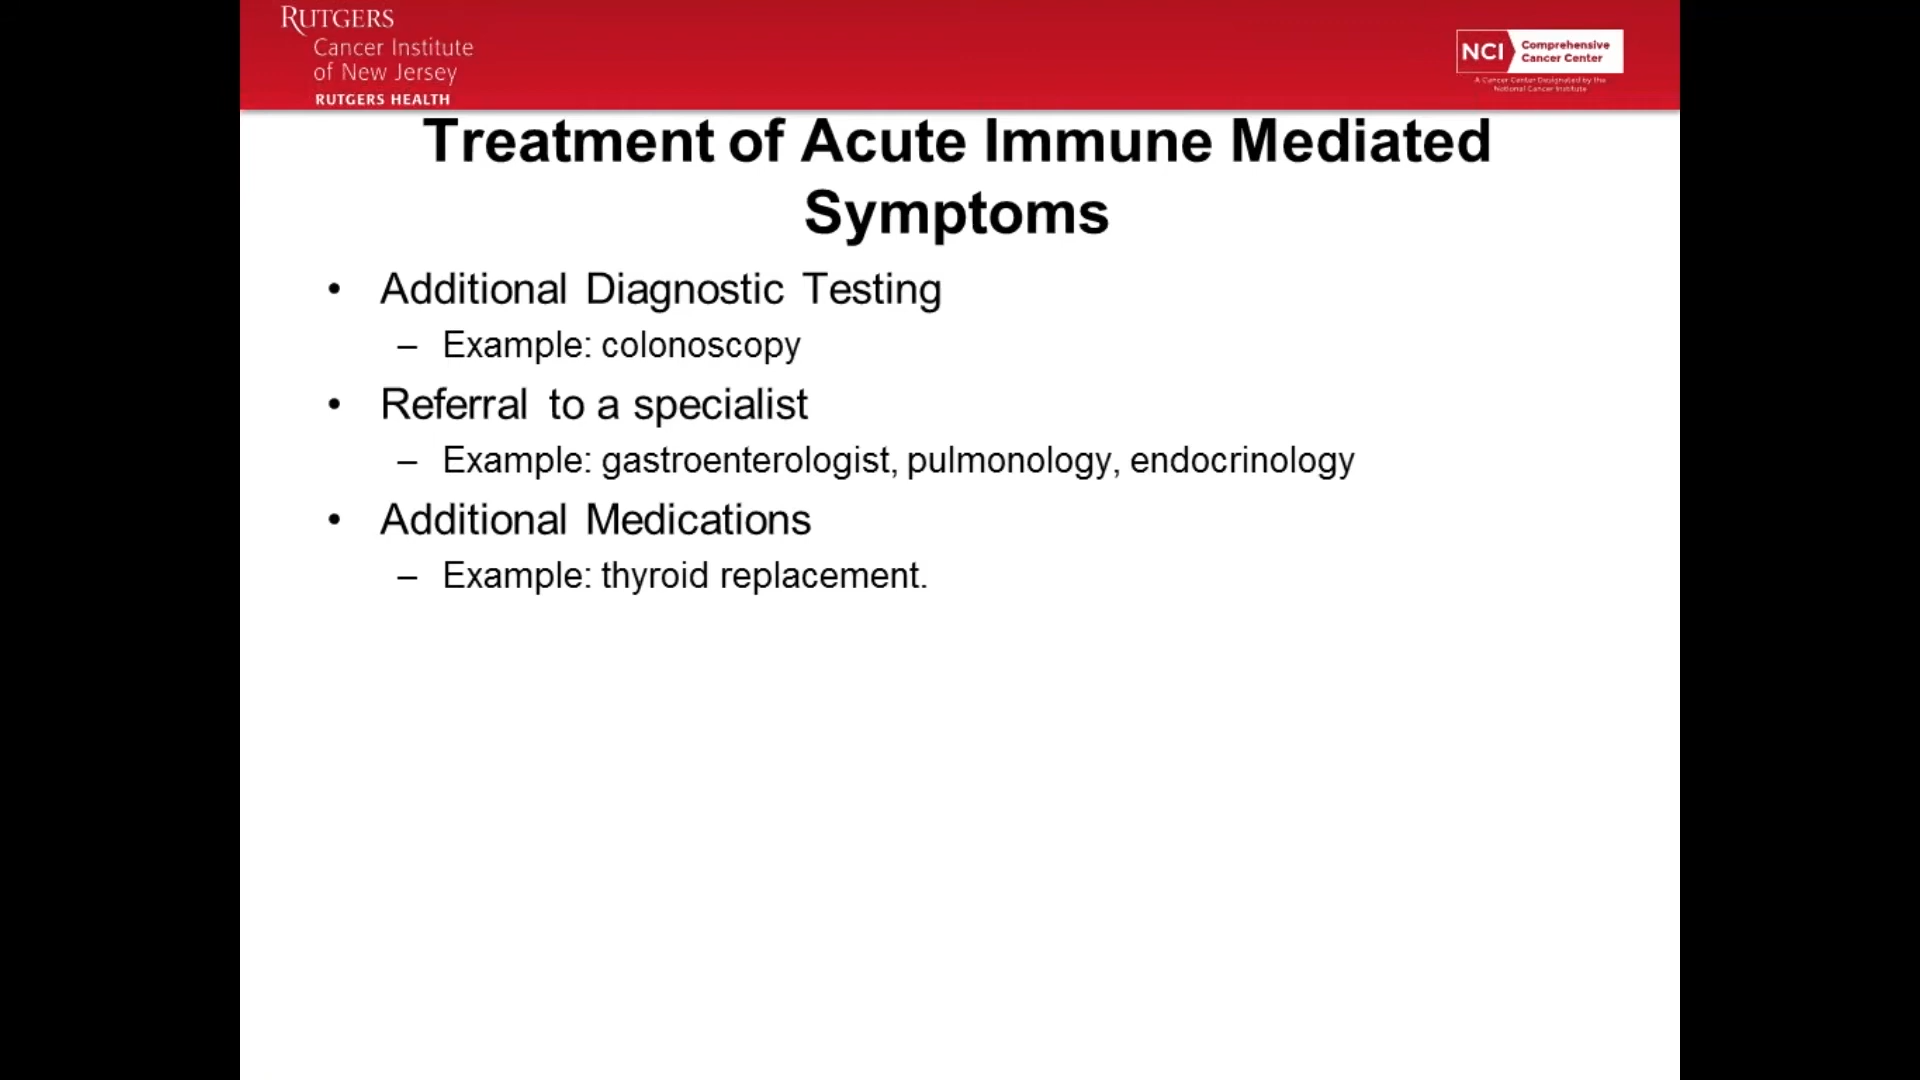 RUTGERS
Cancer Institute
of New Jersey
RUTGERS HEALTH
NCI Comprehensive
Cancer Center
A Cancer Center Designated by the
National Cancer Institute
Treatment of Acute Immune Mediated
Symptoms
• Additional Diagnostic Testing
– Example: colonoscopy
• Referral to a specialist
– Example: gastroenterologist, pulmonology, endocrinology
• Additional Medications
– Example: thyroid replacement.